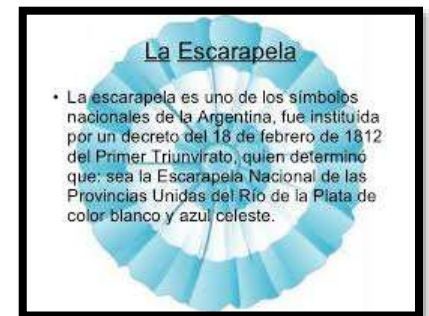 La Escarapela
• La escarapela es uno de los símbolos
nacionales de la Argentina, fue instituida
por un decreto del 18 de febrero de 1812
del Primer Triunvirato, quien determinó
que: sea la Escarapela Nacional de las
Provincias Unidas del Río de la Plata de
color blanco y azul celeste.